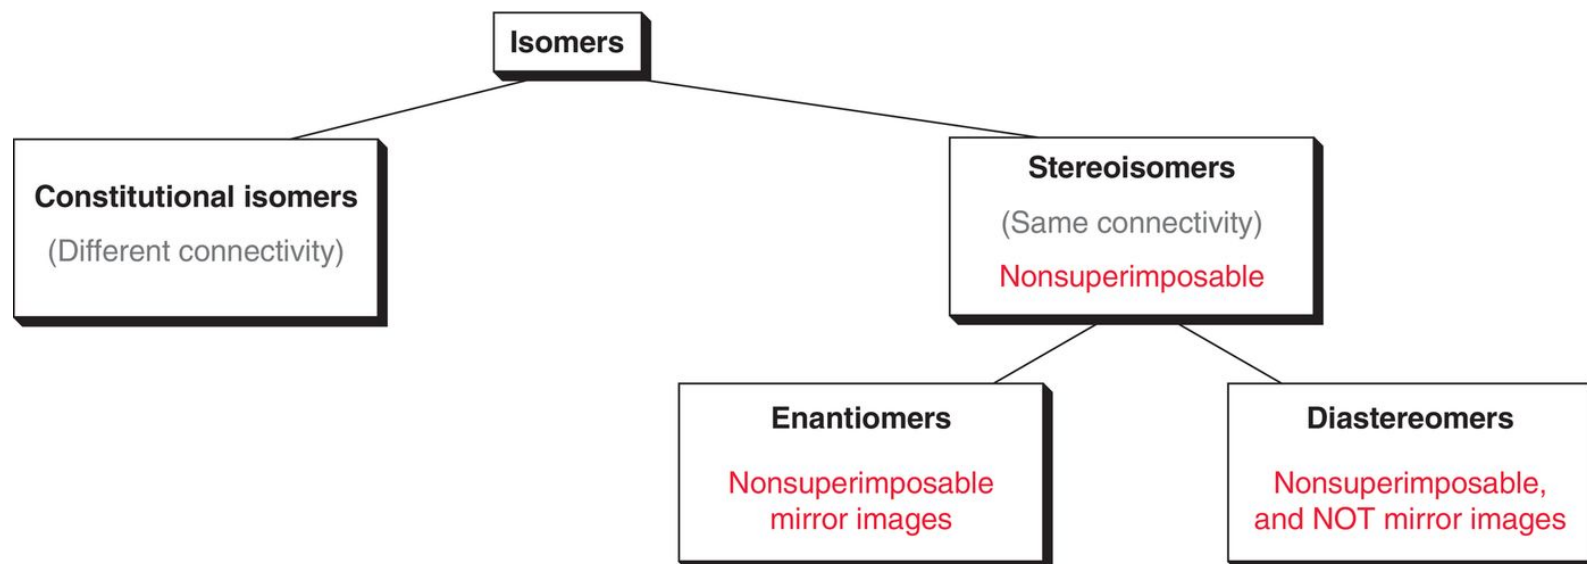 Isomers
Constitutional isomers
(Different connectivity)
Stereoisomers
(Same connectivity)
Nonsuperimposable
Enantiomers
Nonsuperimposable
mirror images
Diastereomers
Nonsuperimposable,
and NOT mirror images